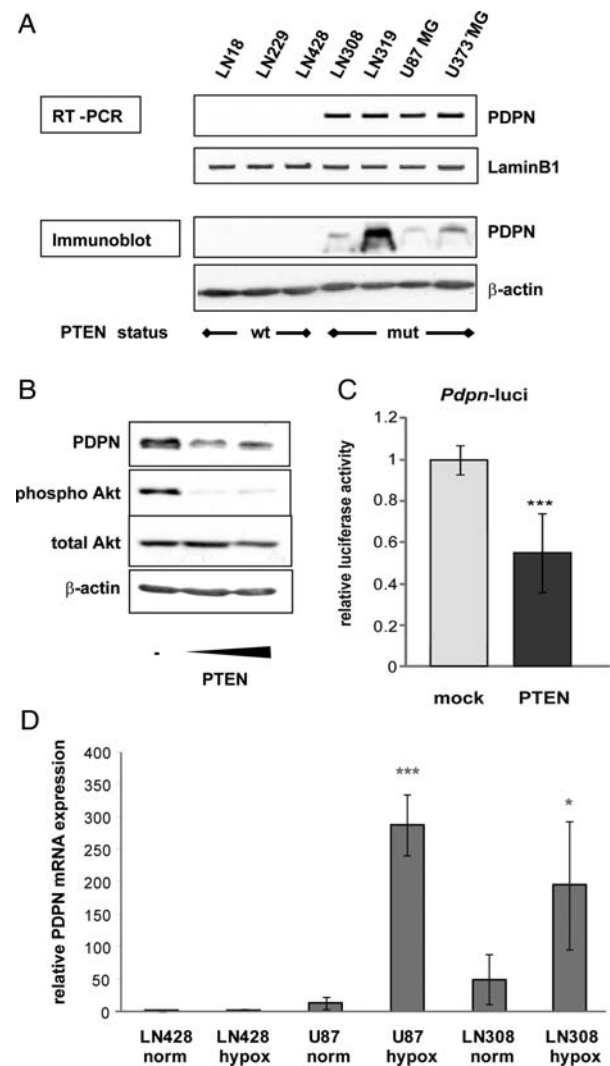 A
LN18 LN229 LN428 LN308 LN319 U87 MG U373 MG
RT -PCR
PDPN
LaminB1
Immunoblot
PDPN
β-actin
PTEN status wt mut
B
PDPN
phospho Akt
total Akt
β-actin
- PTEN
C
Pdpn-luci
relative luciferase activity
1.2
1
0.8
0.6
0.4
0.2
0
***
mock PTEN
D
relative PDPN mRNA expression
400
350
300
250
200
150
100
50
0
***
*
LN428 LN428 U87 U87 LN308 LN308
norm hypox norm hypox norm hypox